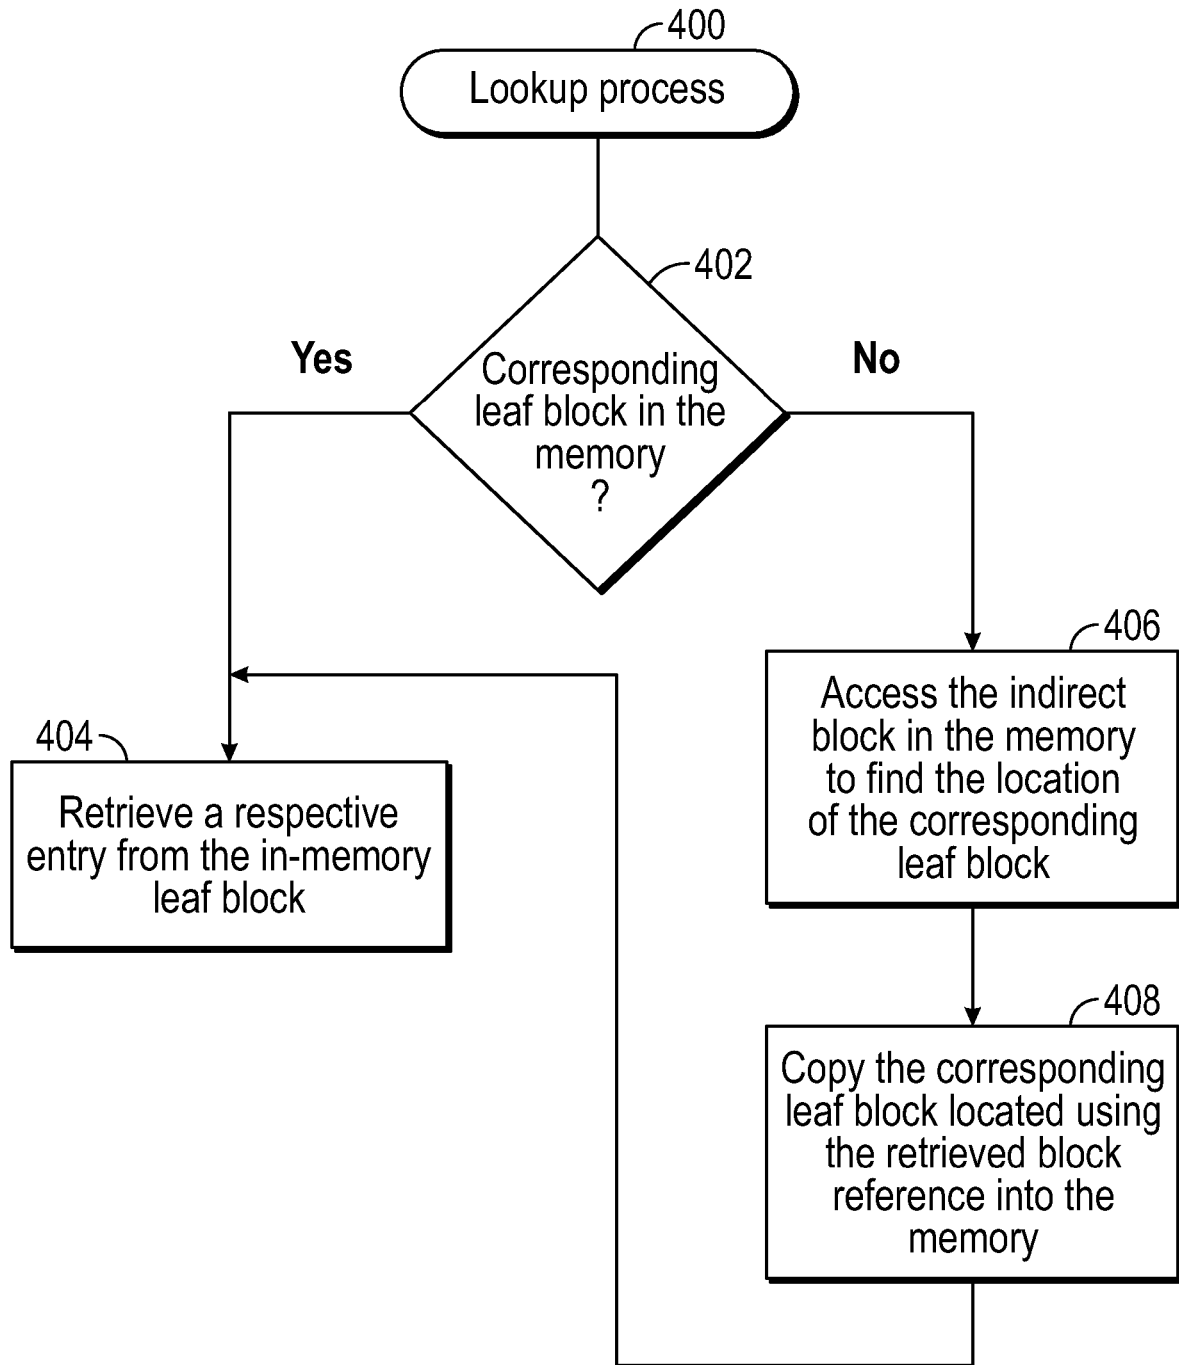 400
Lookup process
402
Yes
No
Corresponding
leaf block in the
memory
?
406
Access the indirect
block in the memory
to find the location
of the corresponding
leaf block
404
Retrieve a respective
entry from the in-memory
leaf block
408
Copy the corresponding
leaf block located using
the retrieved block
reference into the
memory